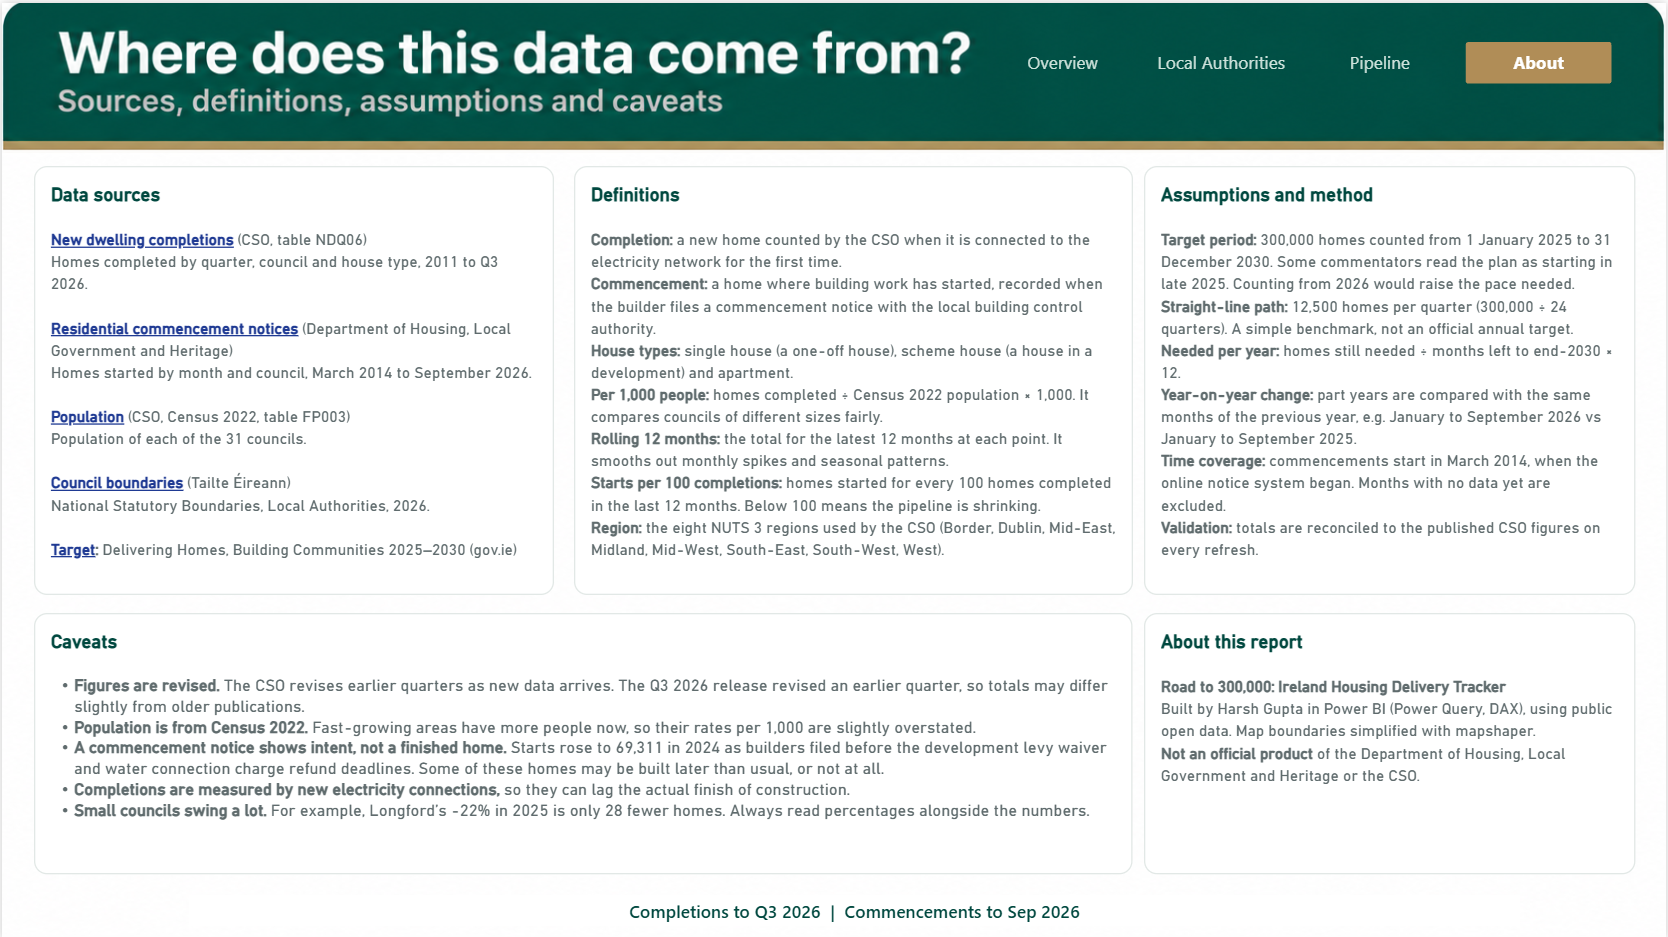 Where does this data come from?
Sources, definitions, assumptions and caveats
Overview
Local Authorities
Pipeline
About
Data sources
New dwelling completions (CSO, table NDQ06)
Homes completed by quarter, council and house type, 2011 to Q3
2026.
Residential commencement notices (Department of Housing, Local
Government and Heritage)
Homes started by month and council, March 2014 to September 2026.
Population (CSO, Census 2022, table FP003)
Population of each of the 31 councils.
Council boundaries (Tailte Éireann)
National Statutory Boundaries, Local Authorities, 2026.
Target: Delivering Homes, Building Communities 2025–2030 (gov.ie)
Definitions
Completion: a new home counted by the CSO when it is connected to the
electricity network for the first time.
Commencement: a home where building work has started, recorded when
the builder files a commencement notice with the local building control
authority.
House types: single house (a one-off house), scheme house (a house in a
development) and apartment.
Per 1,000 people: homes completed ÷ Census 2022 population × 1,000. It
compares councils of different sizes fairly.
Rolling 12 months: the total for the latest 12 months at each point. It
smooths out monthly spikes and seasonal patterns.
Starts per 100 completions: homes started for every 100 homes completed
in the last 12 months. Below 100 means the pipeline is shrinking.
Region: the eight NUTS 3 regions used by the CSO (Border, Dublin, Mid-East,
Midland, Mid-West, South-East, South-West, West).
Assumptions and method
Target period: 300,000 homes counted from 1 January 2025 to 31
December 2030. Some commentators read the plan as starting in
late 2025. Counting from 2026 would raise the pace needed.
Straight-line path: 12,500 homes per quarter (300,000 ÷ 24
quarters). A simple benchmark, not an official annual target.
Needed per year: homes still needed ÷ months left to end-2030 ×
12.
Year-on-year change: part years are compared with the same
months of the previous year, e.g. January to September 2026 vs
January to September 2025.
Time coverage: commencements start in March 2014, when the
online notice system began. Months with no data yet are
excluded.
Validation: totals are reconciled to the published CSO figures on
every refresh.
Caveats
• Figures are revised. The CSO revises earlier quarters as new data arrives. The Q3 2026 release revised an earlier quarter, so totals may differ
slightly from older publications.
• Population is from Census 2022. Fast-growing areas have more people now, so their rates per 1,000 are slightly overstated.
• A commencement notice shows intent, not a finished home. Starts rose to 69,311 in 2024 as builders filed before the development levy waiver
and water connection charge refund deadlines. Some of these homes may be built later than usual, or not at all.
• Completions are measured by new electricity connections, so they can lag the actual finish of construction.
• Small councils swing a lot. For example, Longford's -22% in 2025 is only 28 fewer homes. Always read percentages alongside the numbers.
About this report
Road to 300,000: Ireland Housing Delivery Tracker
Built by Harsh Gupta in Power BI (Power Query, DAX), using public
open data. Map boundaries simplified with mapshaper.
Not an official product of the Department of Housing, Local
Government and Heritage or the CSO.
Completions to Q3 2026 | Commencements to Sep 2026